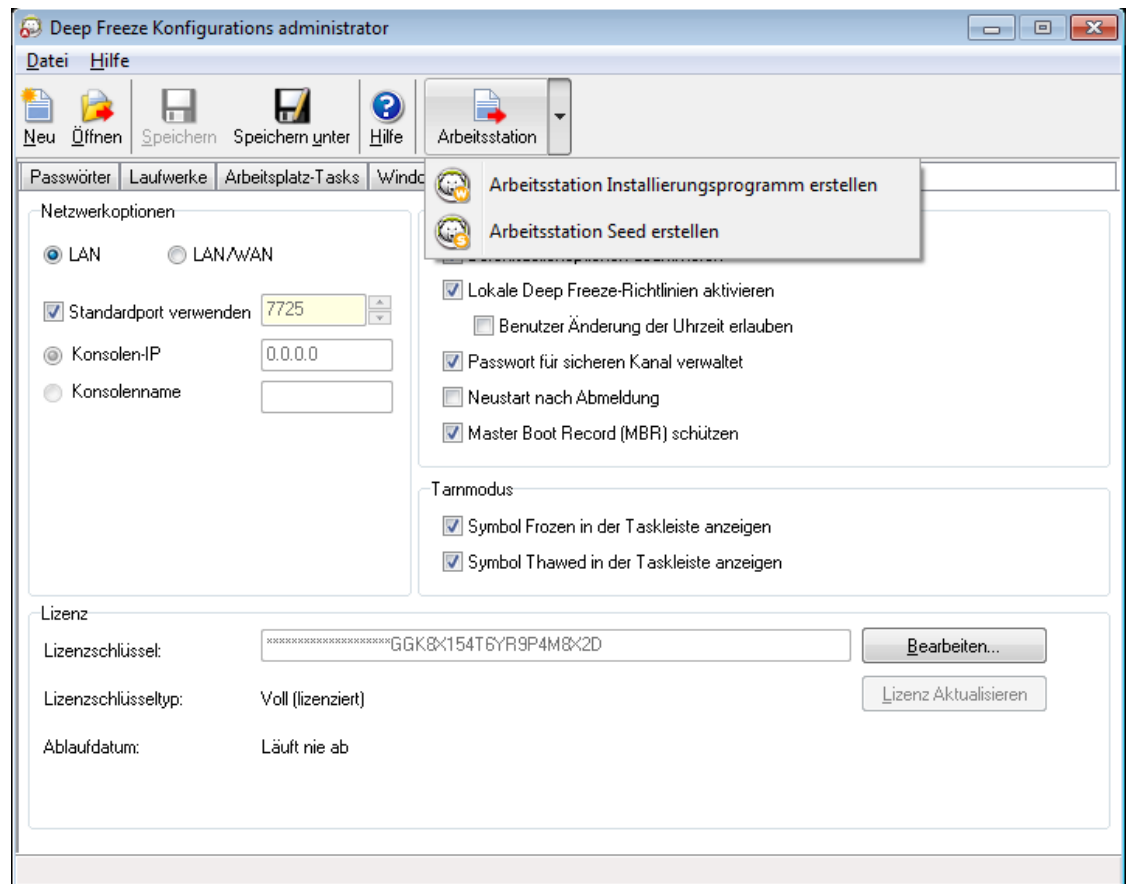 Deep Freeze Konfigurations administrator
Datei Hilfe
Neu Öffnen Speichern Speichern unter Hilfe Arbeitsstation
Passwörter Laufwerke Arbeitsplatz-Tasks
Arbeitsstation Installierungsprogramm erstellen
Arbeitsstation Seed erstellen
Netzwerkoptionen
LAN LAN/WAN
Standardport verwenden 7725
Konsolen-IP 0.0.0.0
Konsolenname
Lokale Deep Freeze-Richtlinien aktivieren
Benutzer Änderung der Uhrzeit erlauben
Passwort für sicheren Kanal verwaltet
Neustart nach Abmeldung
Master Boot Record (MBR) schützen
Tarnmodus
Symbol Frozen in der Taskleiste anzeigen
Symbol Thawed in der Taskleiste anzeigen
Lizenz
Lizenzschlüssel: ********************GGK8X154T6YR9P4M8X2D Bearbeiten...
Lizenzschlüsseltyp: Voll (lizenziert) Lizenz Aktualisieren
Ablaufdatum: Läuft nie ab